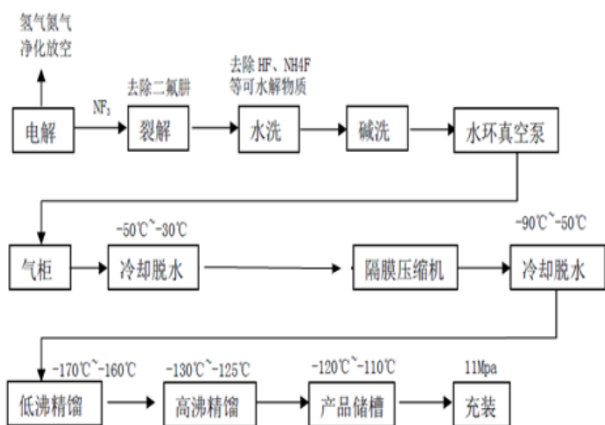 氢气氮气
净化放空
NF3
去除二氟肼
去除 HF、NH4F
等可水解物质
电解
裂解
水洗
碱洗
水环真空泵
-50℃~-30℃
-90℃~-50℃
气柜
冷却脱水
隔膜压缩机
冷却脱水
-170℃~-160℃
-130℃~-125℃
-120℃~-110℃
11Mpa
低沸精馏
高沸精馏
产品储槽
充装